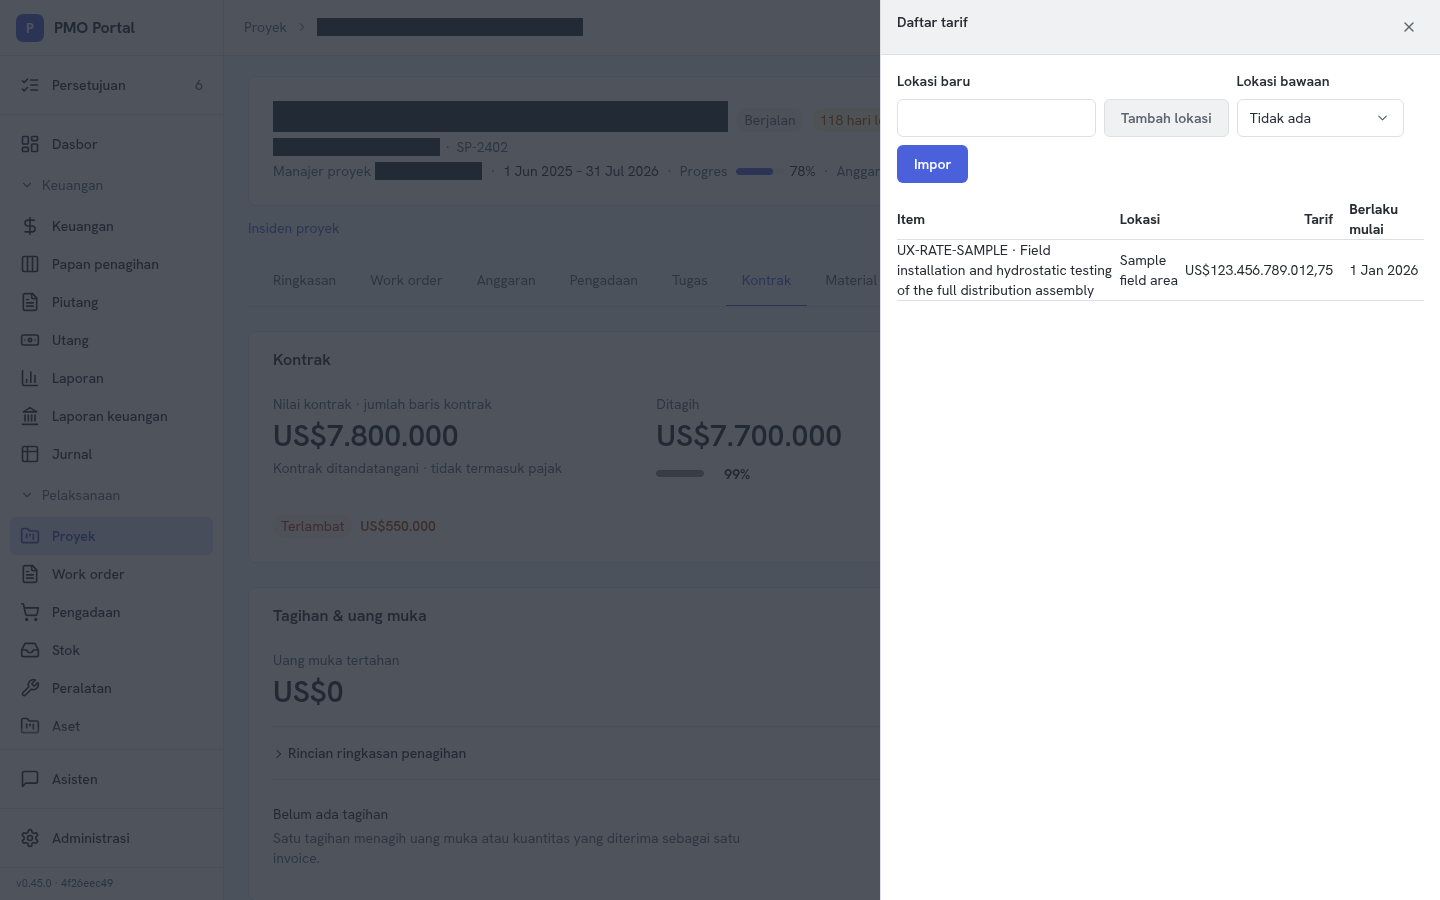 P PMO Portal
Persetujuan 6
Dasbor
Keuangan
Keuangan
Papan penagihan
Piutang
Utang
Laporan
Laporan keuangan
Jurnal
Pelaksanaan
Proyek
Work order
Pengadaan
Stok
Peralatan
Aset
Asisten
Administrasi
v0.45.0 · 4f26eec49
Proyek
Berjalan 118 hari
· SP-2402
Manajer proyek · 1 Jun 2025 – 31 Jul 2026 · Progres 78% ·
Insiden proyek
Ringkasan Work order Anggaran Pengadaan Tugas Kontrak Material
Kontrak
Nilai kontrak · jumlah baris kontrak Ditagih
US$7.800.000 US$7.700.000
Kontrak ditandatangani · tidak termasuk pajak 99%
Terlambat US$550.000
Tagihan & uang muka
Uang muka tertahan
US$0
Rincian ringkasan penagihan
Belum ada tagihan
Satu tagihan menagih uang muka atau kuantitas yang diterima sebagai satu
invoice.
Daftar tarif
Lokasi baru Lokasi bawaan
Tambah lokasi Tidak ada
Impor
Item Lokasi Tarif Berlaku
mulai
UX-RATE-SAMPLE · Field
installation and hydrostatic testing
of the full distribution assembly
Sample
field area
US$123.456.789.012,75
1 Jan 2026